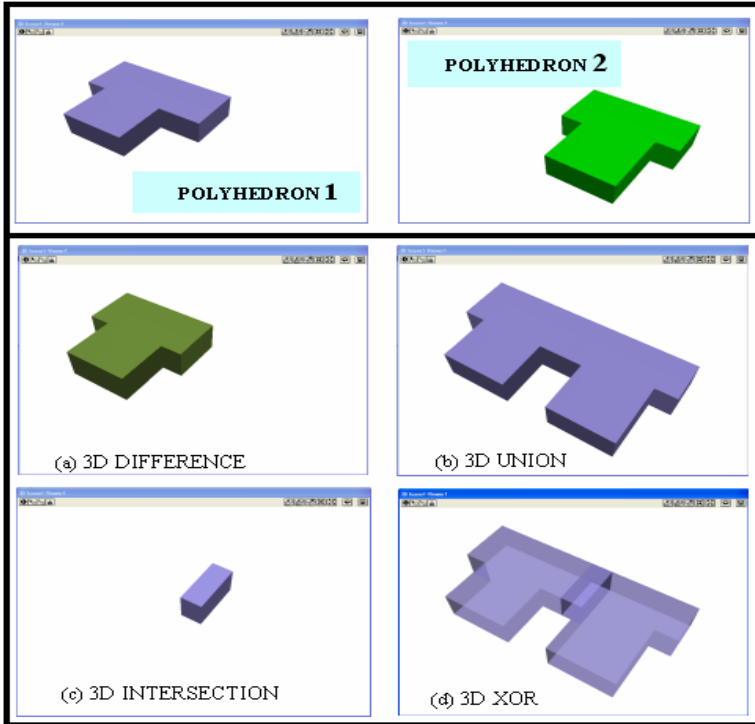 POLYHEDRON 2
POLYHEDRON 1
(a) 3D DIFFERENCE
(b) 3D UNION
(c) 3D INTERSECTION
(d) 3D XOR